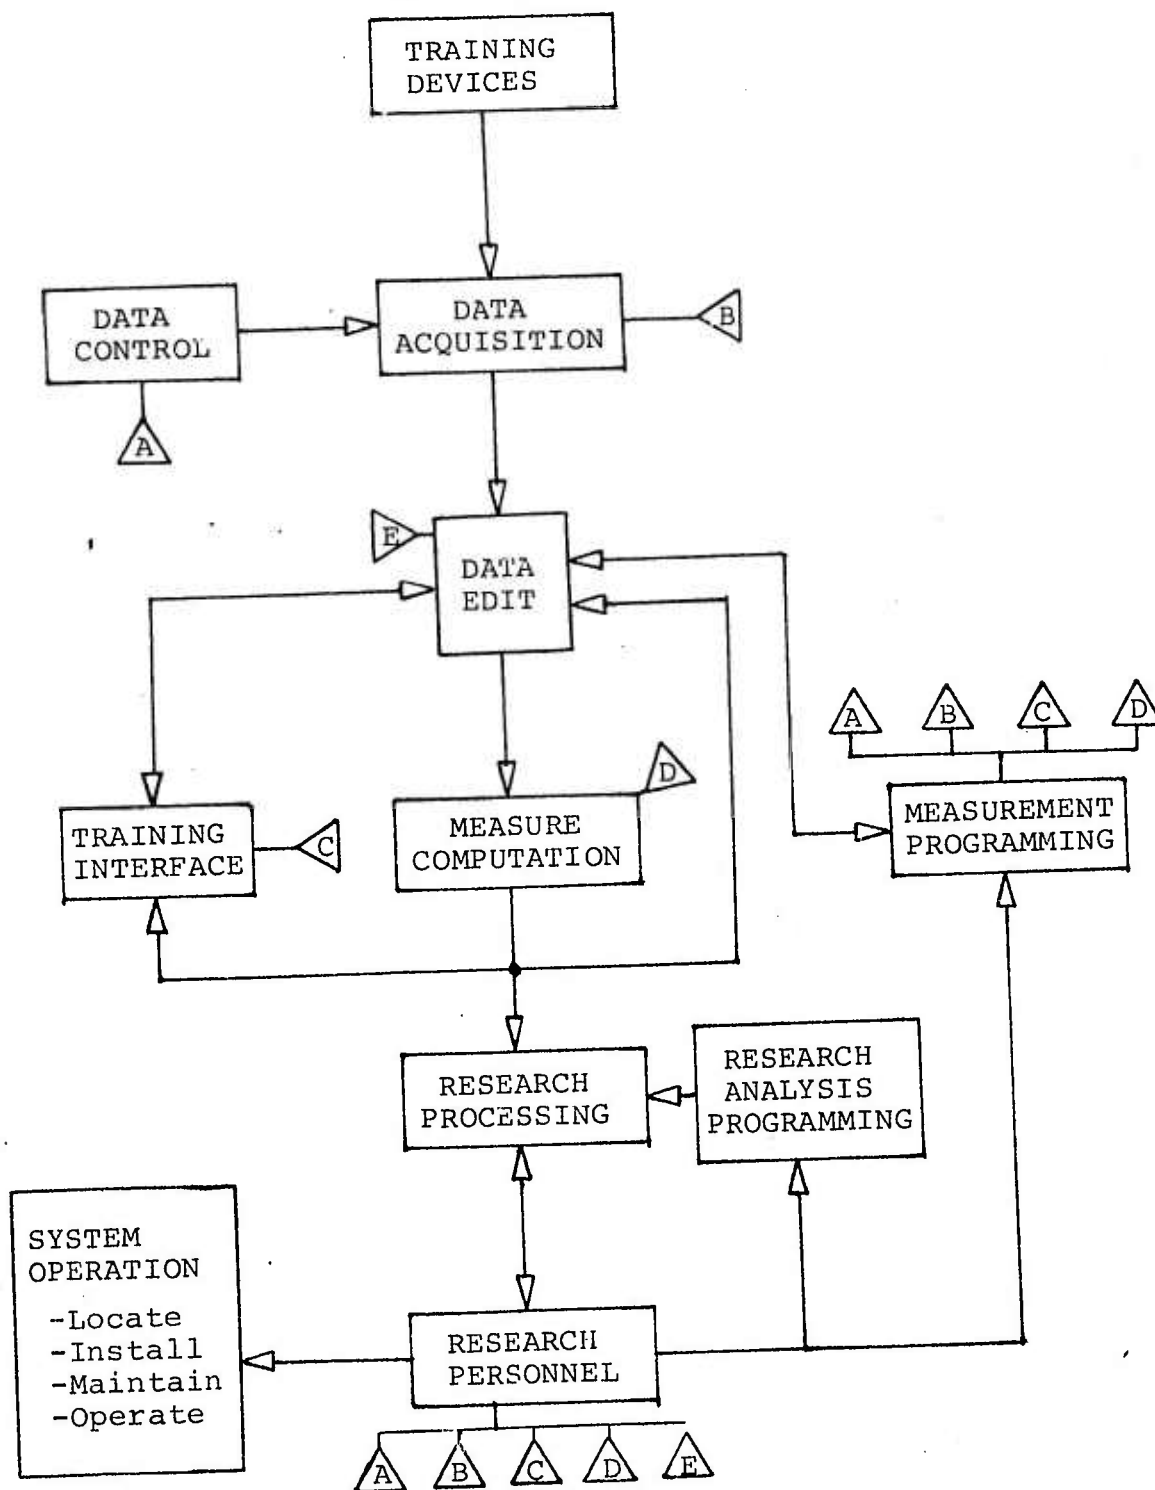 TRAINING
DEVICES
DATA
CONTROL
DATA
ACQUISITION
B
A
E
DATA
EDIT
A
B
C
D
D
TRAINING
INTERFACE
C
MEASURE
COMPUTATION
MEASUREMENT
PROGRAMMING
RESEARCH
PROCESSING
RESEARCH
ANALYSIS
PROGRAMMING
SYSTEM
OPERATION
-Locate
-Install
-Maintain
-Operate
RESEARCH
PERSONNEL
A
B
C
D
E